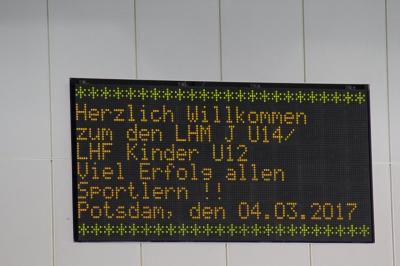 ******************************
Herzlich Willkommen
zum den LHM J U14/
LHF Kinder U12
Viel Erfolg allen
Sportlern !!
Potsdam, den 04.03.2017
******************************